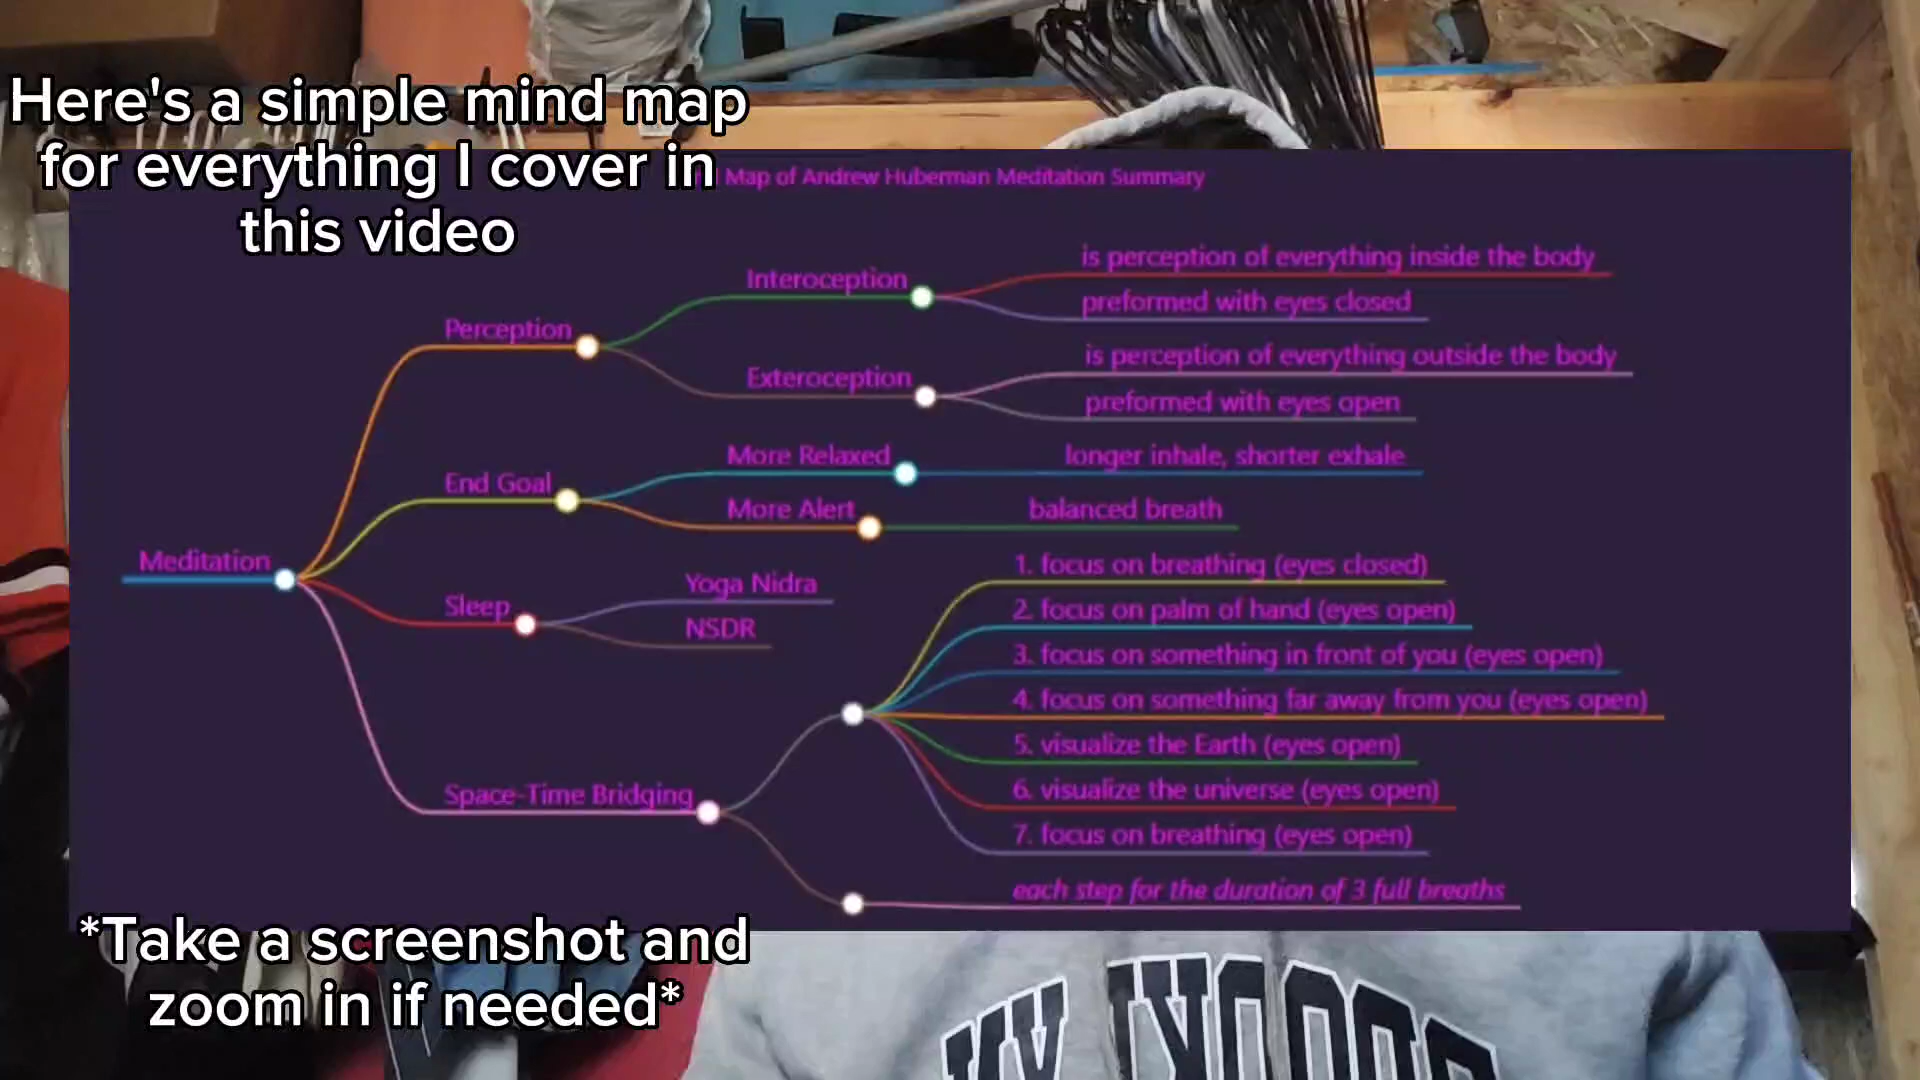 Here's a simple mind map
for everything I cover in
this video
Map of Andrew Huberman Meditation Summary
Meditation
Perception
Interoception
is perception of everything inside the body
preformed with eyes closed
Exteroception
is perception of everything outside the body
preformed with eyes open
End Goal
More Relaxed
longer inhale, shorter exhale
More Alert
balanced breath
Sleep
Yoga Nidra
NSDR
Space-Time Bridging
1. focus on breathing (eyes closed)
2. focus on palm of hand (eyes open)
3. focus on something in front of you (eyes open)
4. focus on something far away from you (eyes open)
5. visualize the Earth (eyes open)
6. visualize the universe (eyes open)
7. focus on breathing (eyes open)
each step for the duration of 3 full breaths
*Take a screenshot and
zoom in if needed*